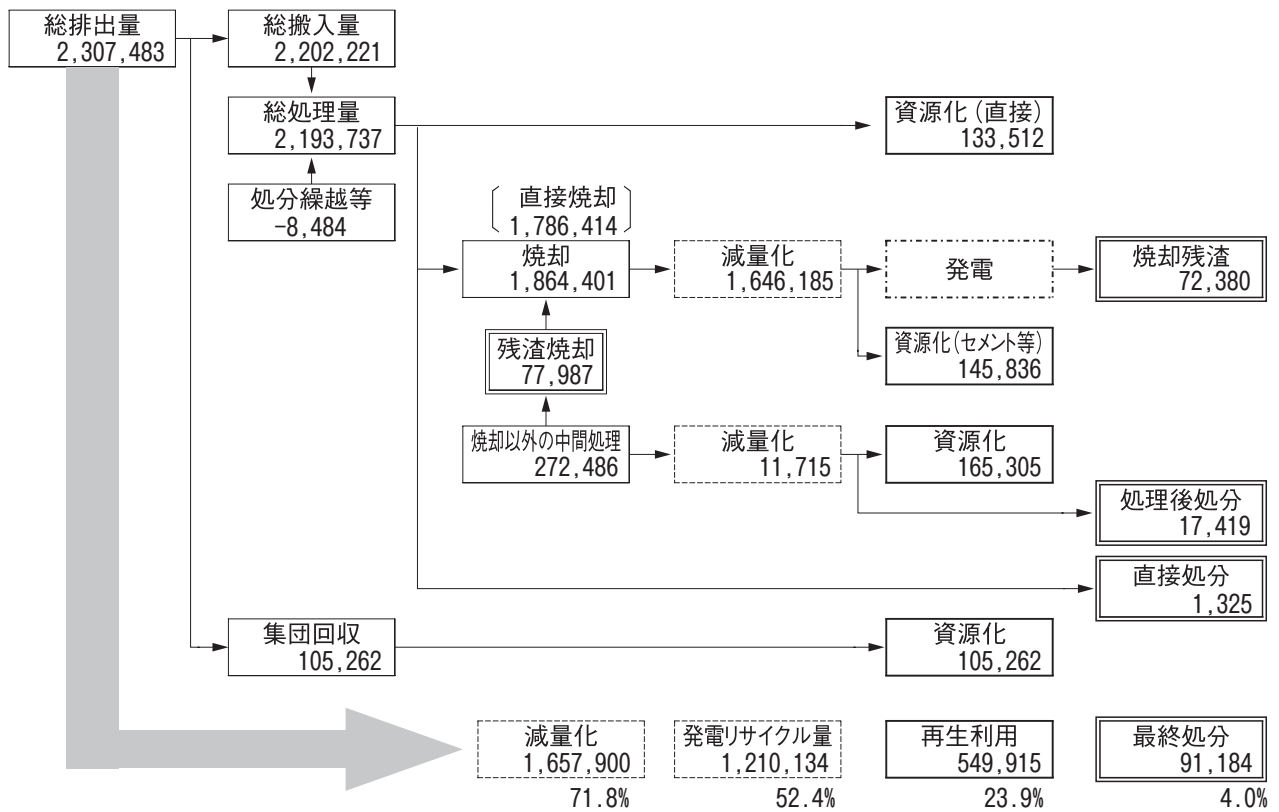 総排出量
2,307,483
総搬入量
2,202,221
総処理量
2,193,737
資源化(直接)
133,512
処分繰越等
-8,484
直接焼却
1,786,414
焼却
1,864,401
減量化
1,646,185
発電
焼却残渣
72,380
残渣焼却
77,987
資源化(セメント等)
145,836
焼却以外の中間処理
272,486
減量化
11,715
資源化
165,305
処理後処分
17,419
直接処分
1,325
集団回収
105,262
資源化
105,262
減量化
1,657,900
71.8%
発電リサイクル量
1,210,134
52.4%
再生利用
549,915
23.9%
最終処分
91,184
4.0%